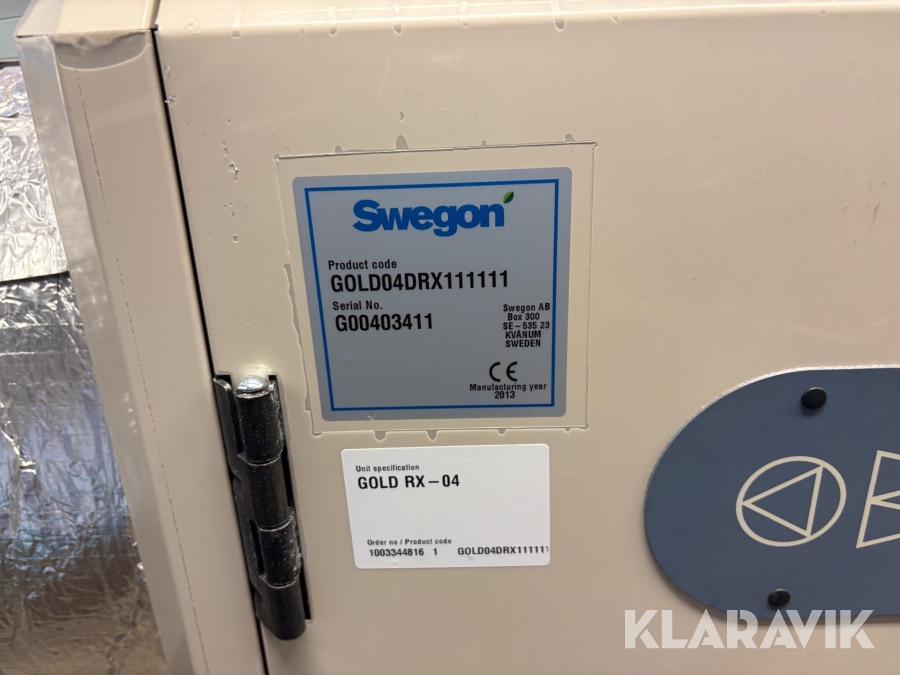 Swegon
Product code
GOLD04DRX111111
Serial No.
G00403411
Swegon AB
Box 300
SE-535 23
KVÄNUM
SWEDEN
CE
Manufacturing year
2013
Unit specification
GOLD RX-04
Order no / Product code
1003344816 1 GOLD04DRX111111
KLARAVIK